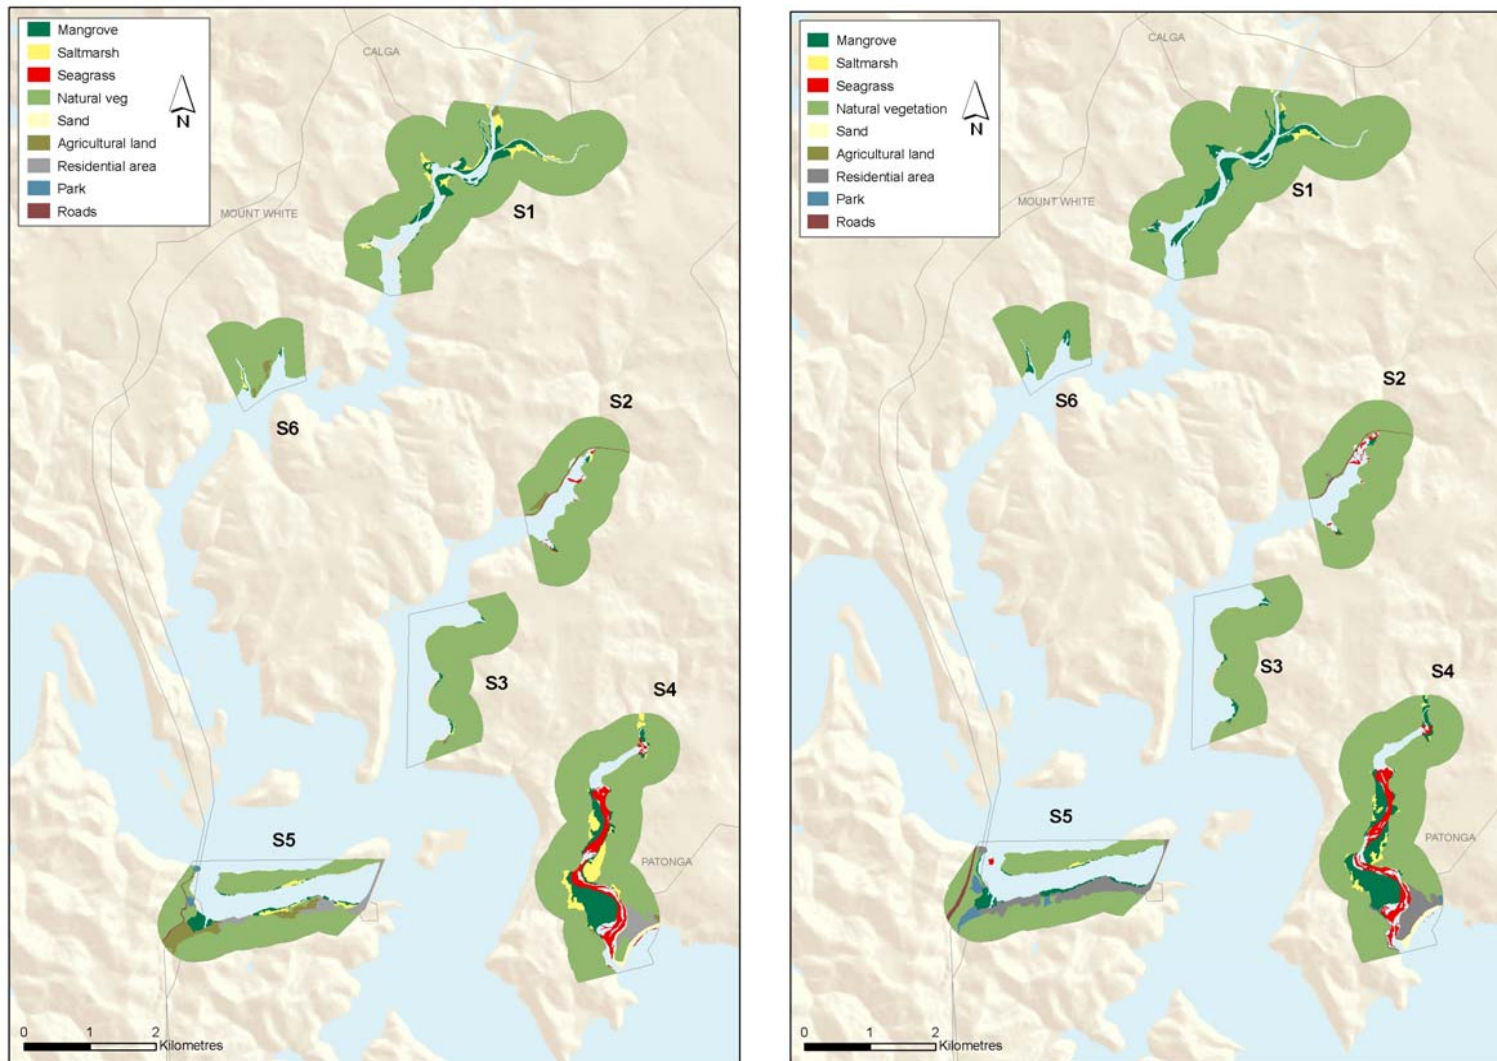 Mangrove
Saltmarsh
Seagrass
Natural veg
Sand
Agricultural land
Residential area
Park
Roads
N
CALGA
MOUNT WHITE
S1
S6
S2
S3
S4
S5
PATONGA
0 1 2
Kilometres
Mangrove
Saltmarsh
Seagrass
Natural vegetation
Sand
Agricultural land
Residential area
Park
Roads
N
CALGA
MOUNT WHITE
S1
S6
S2
S3
S4
S5
PATONGA
0 1 2
Kilometres